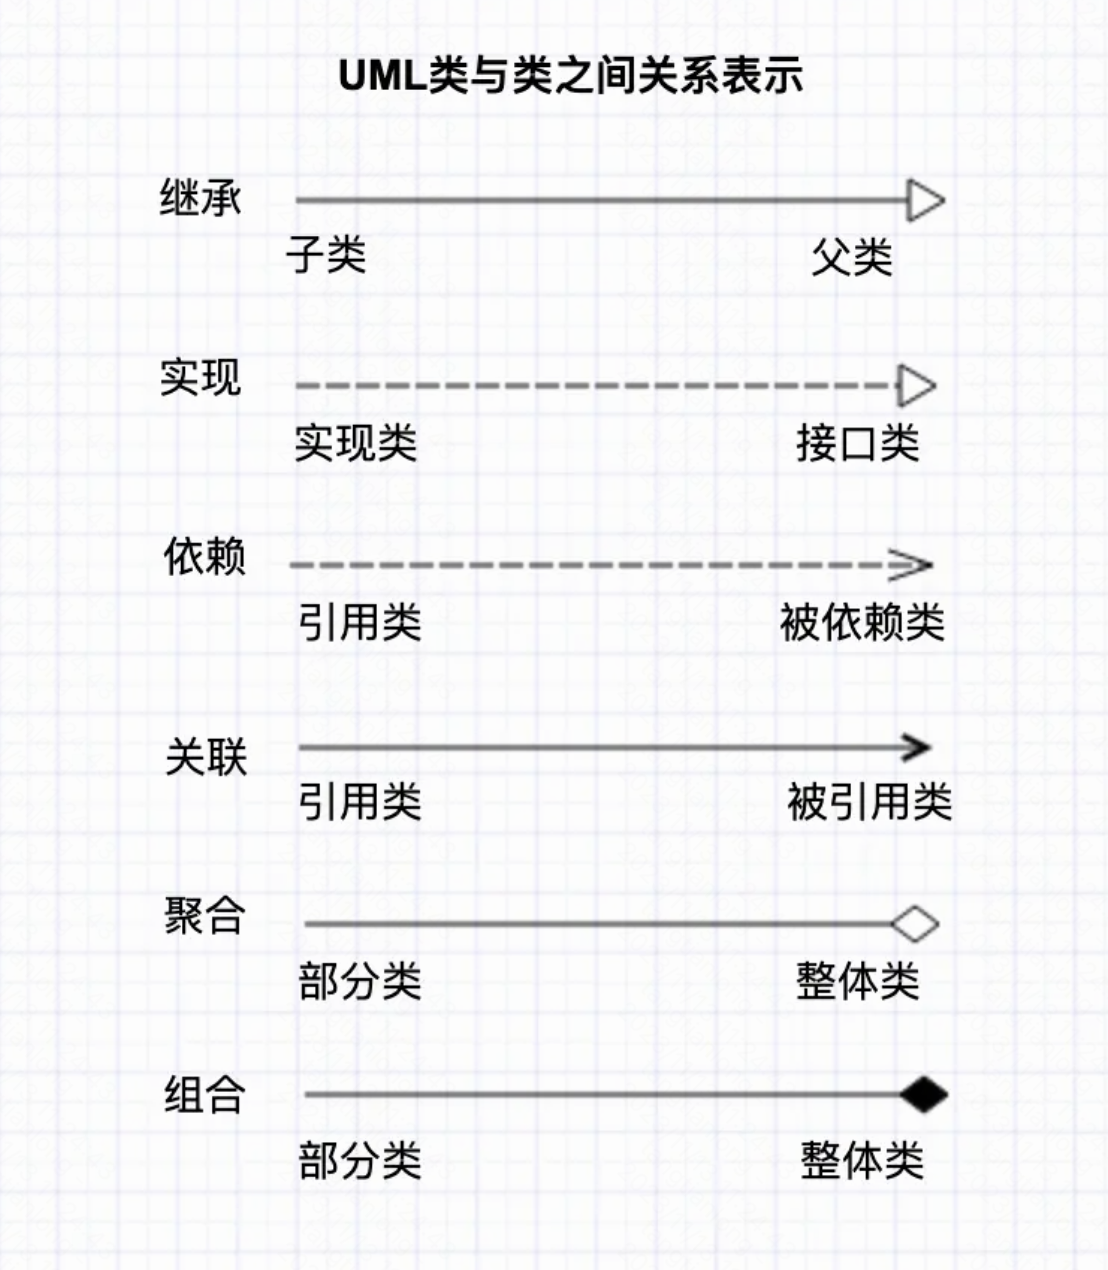 UML类与类之间关系表示
继承
子类 父类
实现
实现类 接口类
依赖
引用类 被依赖类
关联
引用类 被引用类
聚合
部分类 整体类
组合
部分类 整体类